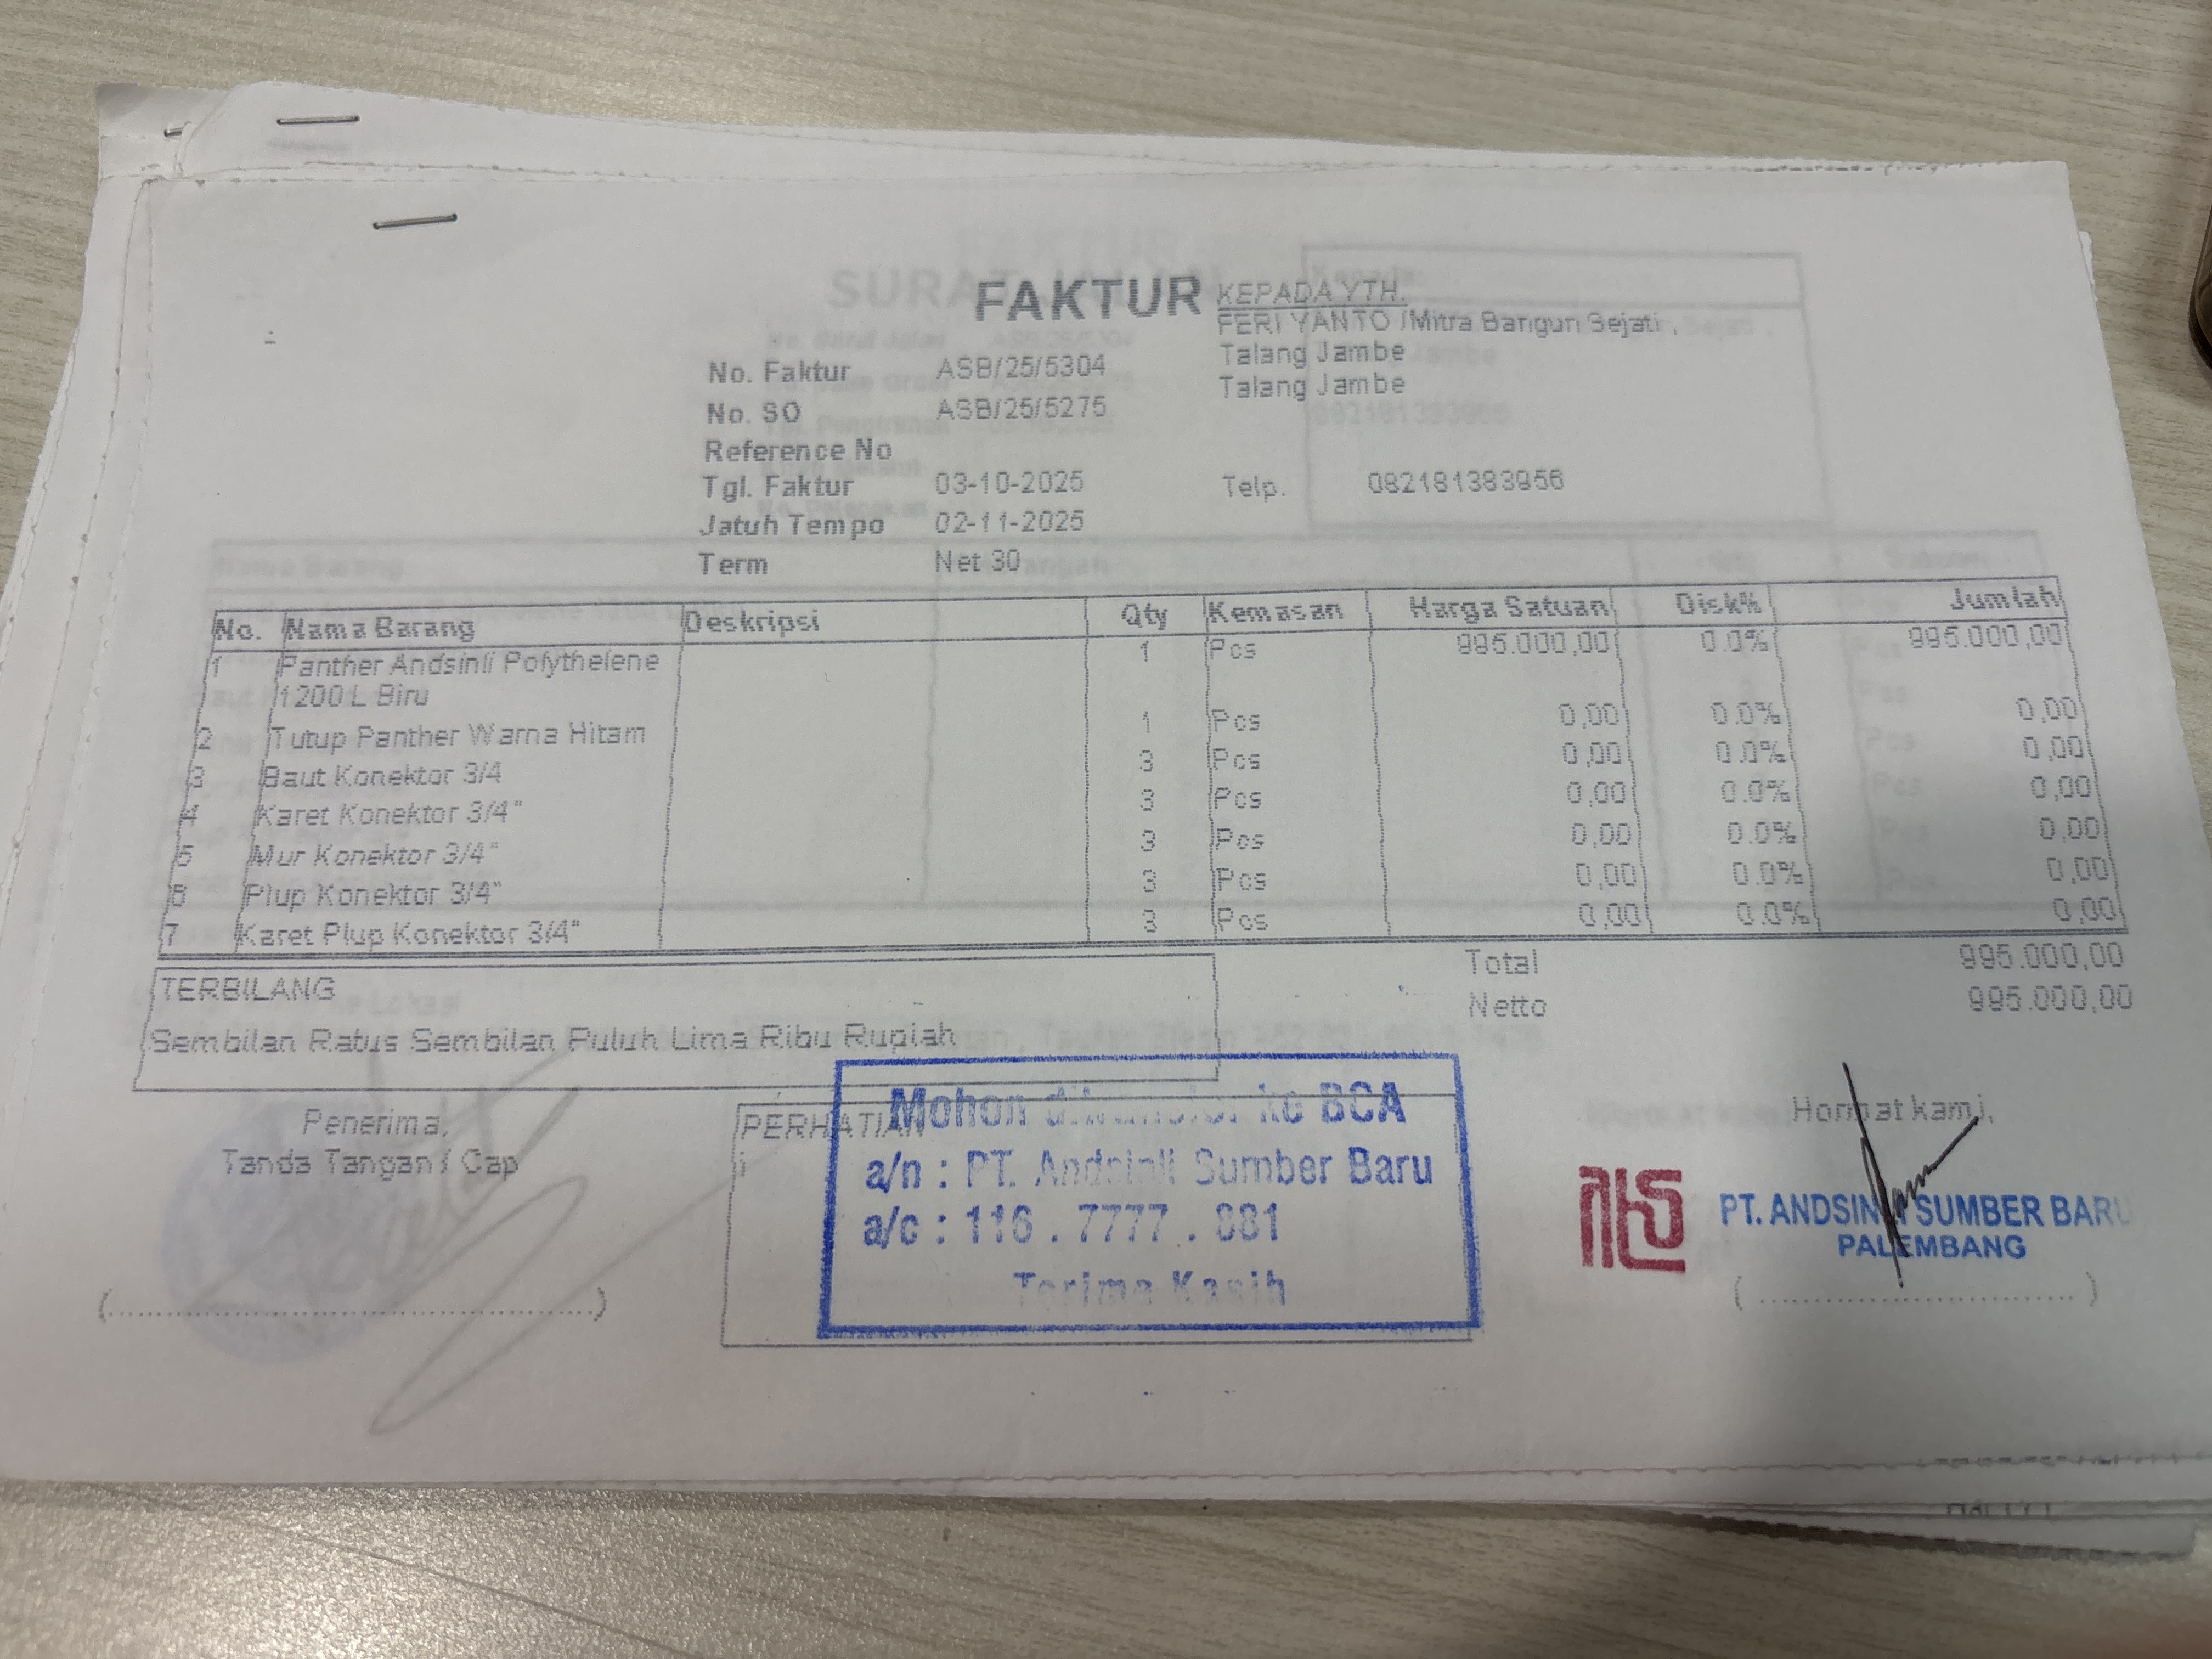 FAKTUR
KEPADA YTH.
FERI YANTO /Mitra Bangun Sejati ,
Talang Jambe
Talang Jambe
No. Faktur ASB/25/5304
No. SO ASB/25/5275
Reference No
Tgl. Faktur 03-10-2025
Telp. 082181383956
Jatuh Tempo 02-11-2025
Term Net 30
No. Nama Barang Deskripsi Qty Kemasan Harga Satuan Disk% Jumlah
1 Panther Andsinli Polythelene 1 Pcs 995.000,00 0.0% 995.000,00
1200 L Biru
2 Tutup Panther Warna Hitam 1 Pcs 0,00 0.0% 0,00
3 Baut Konektor 3/4 3 Pcs 0,00 0.0% 0,00
4 Karet Konektor 3/4" 3 Pcs 0,00 0.0% 0,00
5 Mur Konektor 3/4" 3 Pcs 0,00 0.0% 0,00
6 Plup Konektor 3/4" 3 Pcs 0,00 0.0% 0,00
7 Karet Plup Konektor 3/4" 3 Pcs 0,00 0.0% 0,00
Total 995.000,00
Netto 995.000,00
TERBILANG
Sembilan Ratus Sembilan Puluh Lima Ribu Rupiah
Penerima,
Tanda Tangan / Cap
PERHATIAN
Mohon ke BCA
a/n : PT. Andsinli Sumber Baru
a/c : 116 . 7777 . 881
Terima Kasih
Hormat kami,
PT. ANDSINLI SUMBER BARU
PALEMBANG